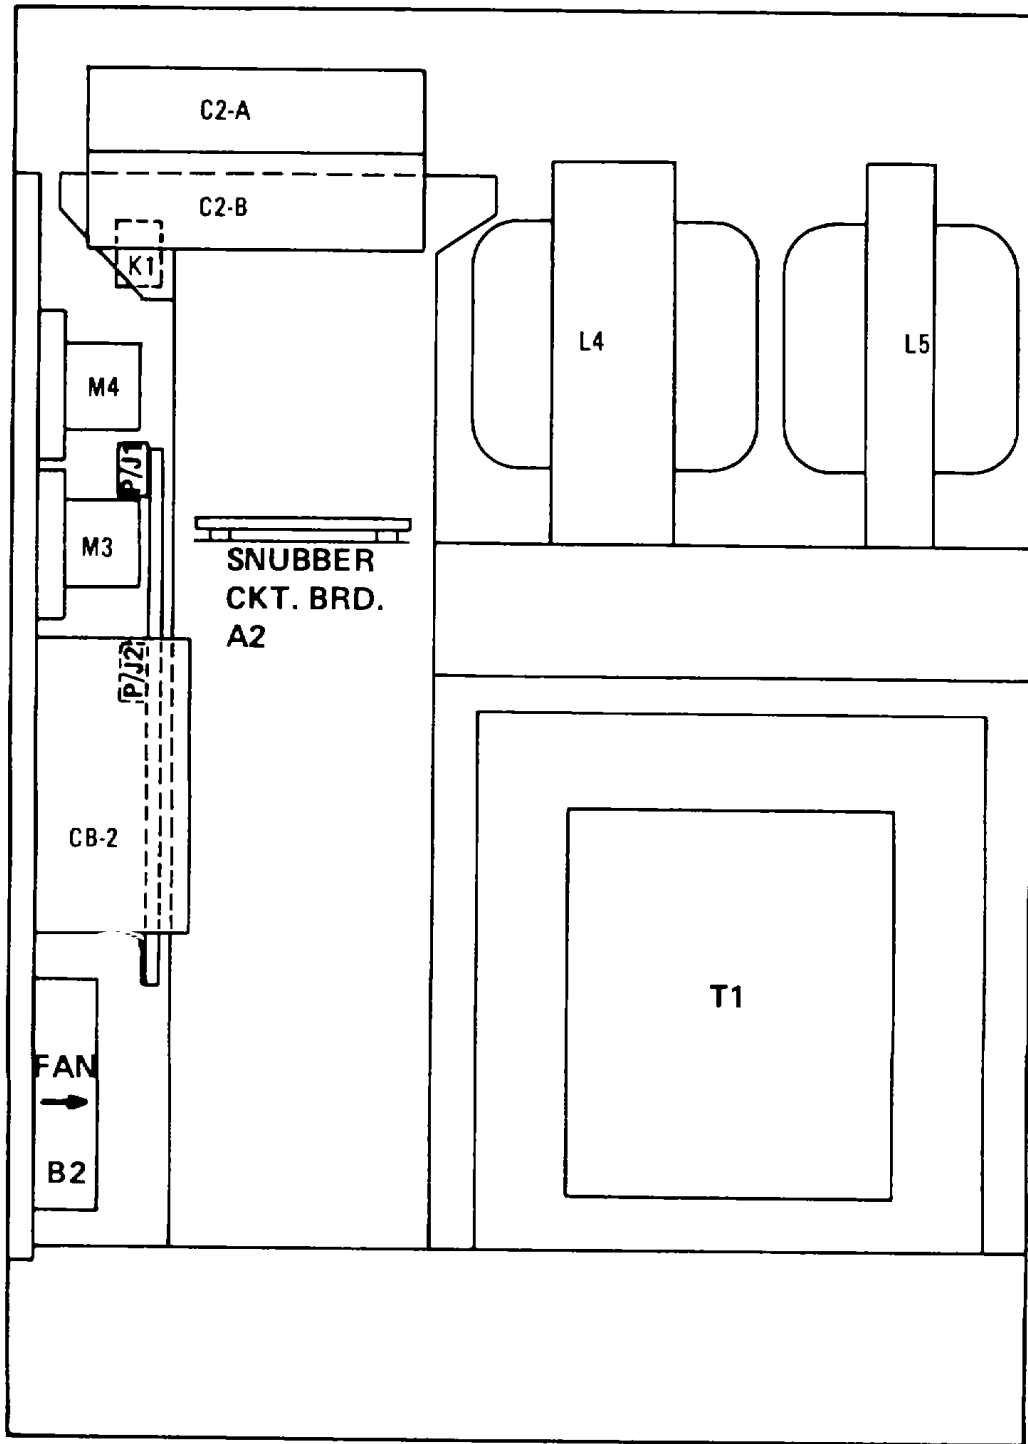 C2-A
C2-B
K1
L4
L5
M4
P/J1
M3
SNUBBER
CKT. BRD.
A2
P/J2
CB-2
T1
FAN
B2